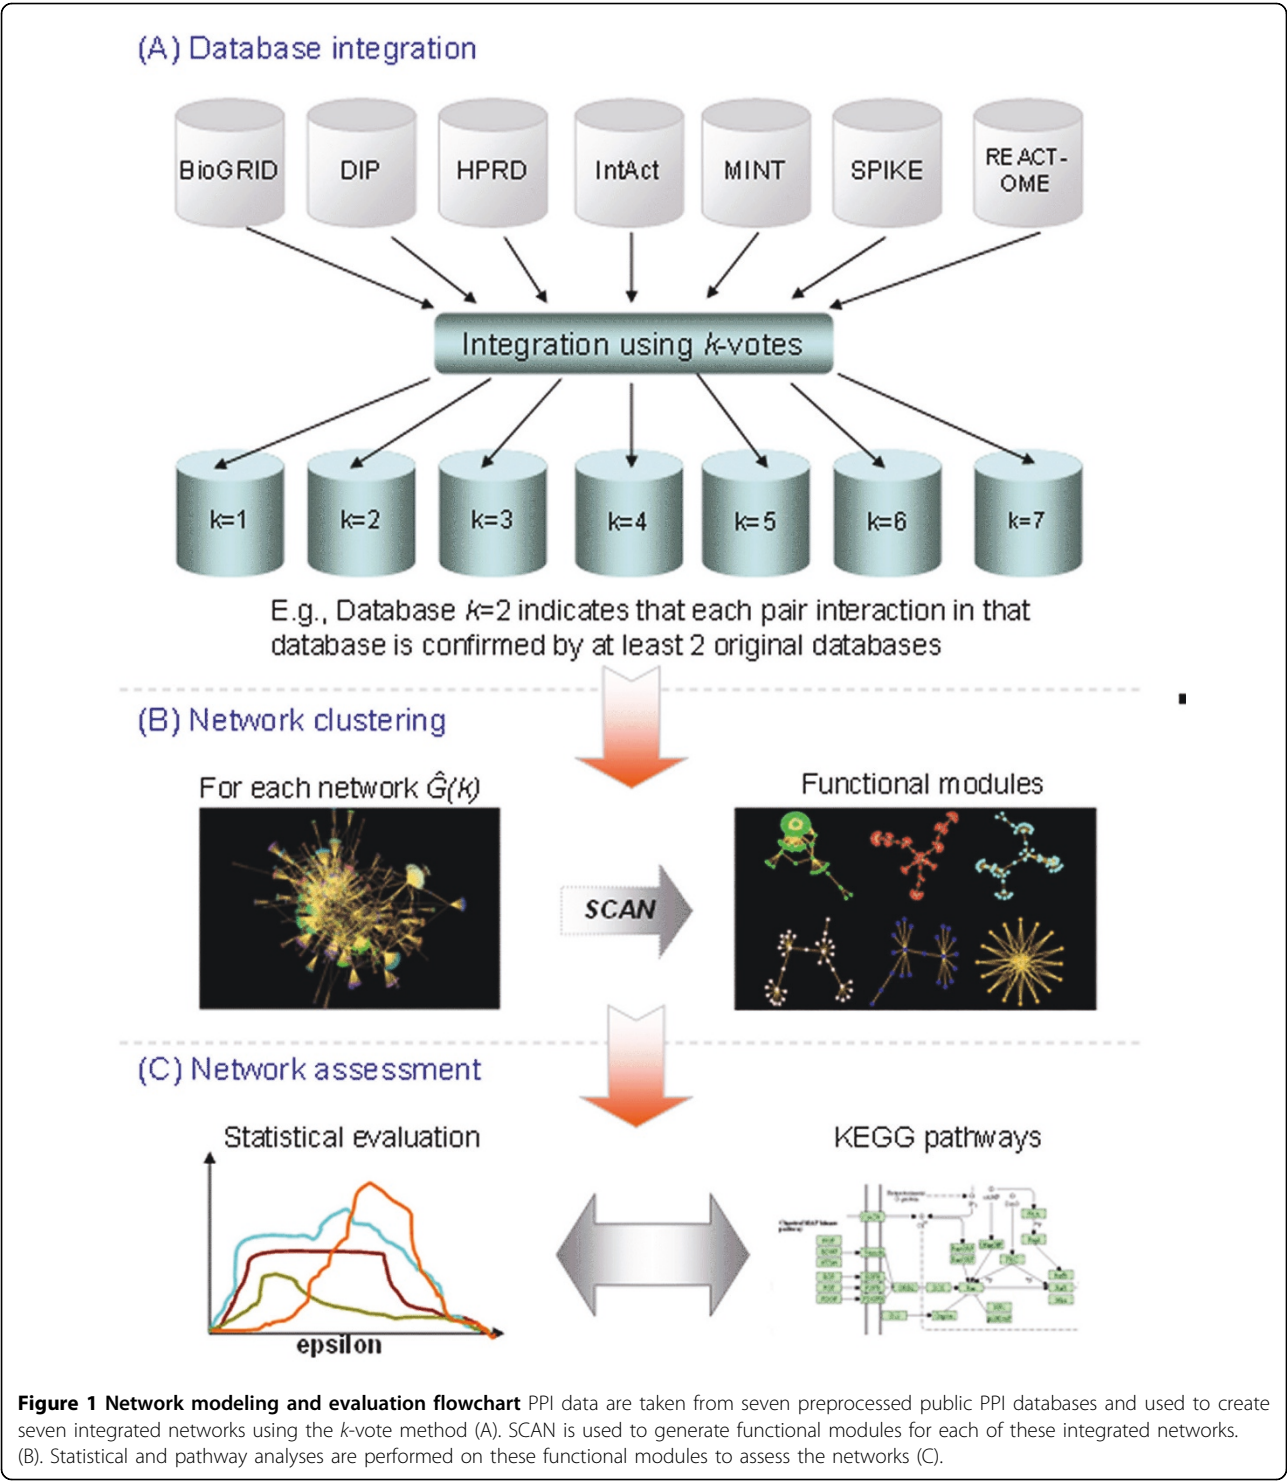 (A) Database integration
BioGRID
DIP
HPRD
IntAct
MINT
SPIKE
REACT-
OME
Integration using k-votes
k=1
k=2
k=3
k=4
k=5
k=6
k=7
E.g., Database k=2 indicates that each pair interaction in that
database is confirmed by at least 2 original databases
(B) Network clustering
For each network Ĝ(k)
Functional modules
SCAN
(C) Network assessment
Statistical evaluation
KEGG pathways
epsilon
Figure 1 Network modeling and evaluation flowchart PPI data are taken from seven preprocessed public PPI databases and used to create
seven integrated networks using the k-vote method (A). SCAN is used to generate functional modules for each of these integrated networks.
(B). Statistical and pathway analyses are performed on these functional modules to assess the networks (C).